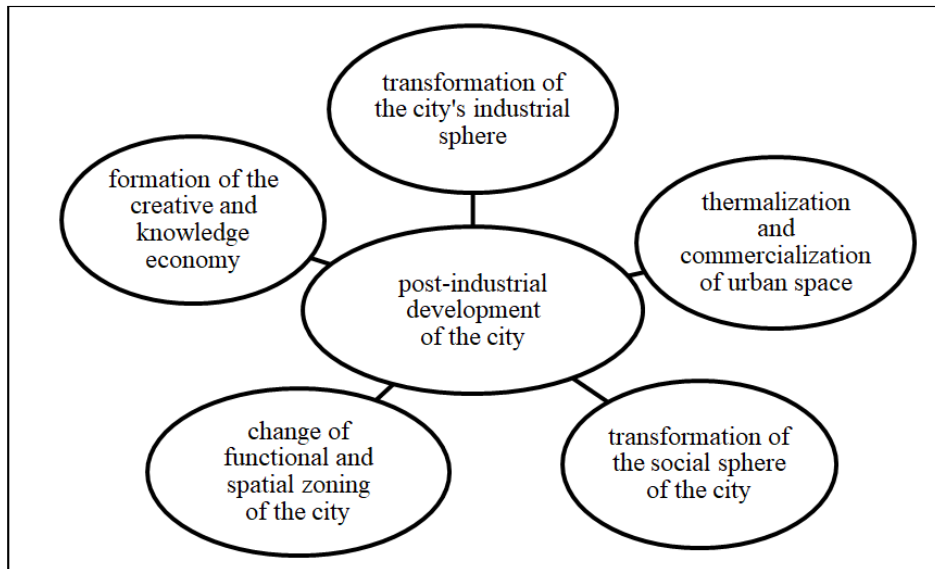 transformation of
the city's industrial
sphere
formation of the
creative and
knowledge
economy
thermalization
and
commercialization
of urban space
post-industrial
development
of the city
change of
functional and
spatial zoning
of the city
transformation of
the social sphere
of the city